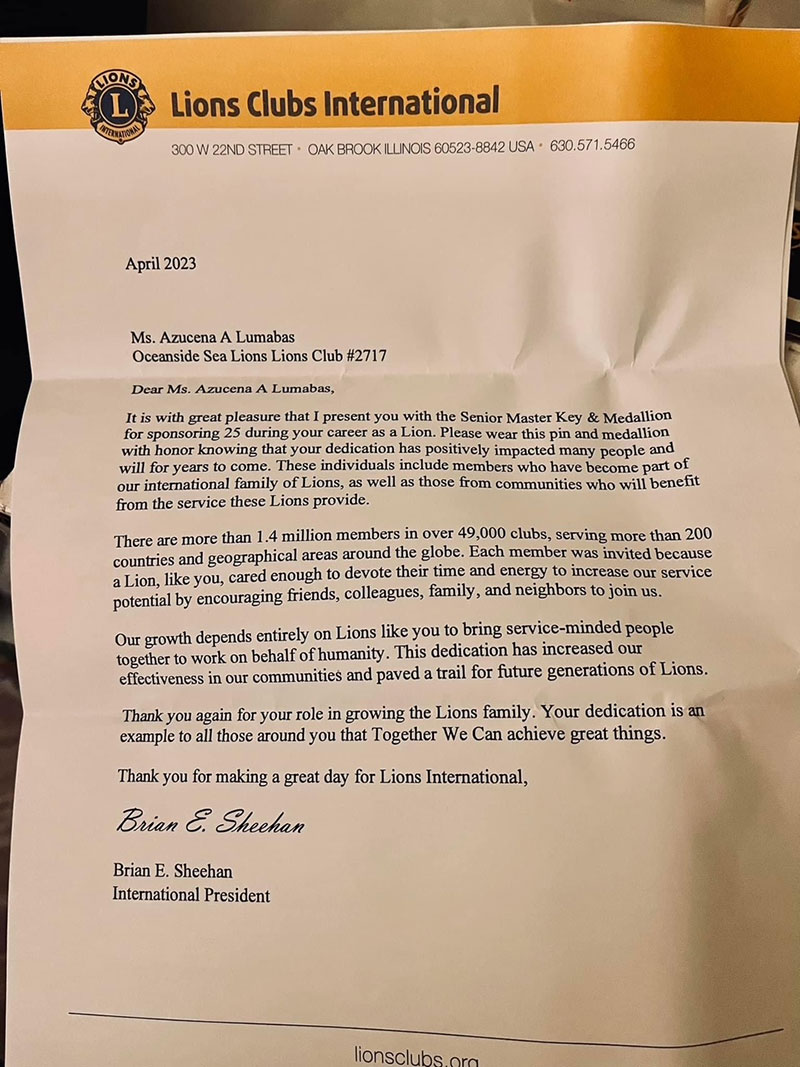 LIONS
L
INTERNATIONAL
Lions Clubs International
300 W 22ND STREET • OAK BROOK ILLINOIS 60523-8842 USA • 630.571.5466
April 2023
Ms. Azucena A Lumabas
Oceanside Sea Lions Lions Club #2717
Dear Ms. Azucena A Lumabas,
It is with great pleasure that I present you with the Senior Master Key & Medallion
for sponsoring 25 during your career as a Lion. Please wear this pin and medallion
with honor knowing that your dedication has positively impacted many people and
will for years to come. These individuals include members who have become part of
our international family of Lions, as well as those from communities who will benefit
from the service these Lions provide.
There are more than 1.4 million members in over 49,000 clubs, serving more than 200
countries and geographical areas around the globe. Each member was invited because
a Lion, like you, cared enough to devote their time and energy to increase our service
potential by encouraging friends, colleagues, family, and neighbors to join us.
Our growth depends entirely on Lions like you to bring service-minded people
together to work on behalf of humanity. This dedication has increased our
effectiveness in our communities and paved a trail for future generations of Lions.
Thank you again for your role in growing the Lions family. Your dedication is an
example to all those around you that Together We Can achieve great things.
Thank you for making a great day for Lions International,
Brian E. Sheehan
Brian E. Sheehan
International President
lionsclubs.org